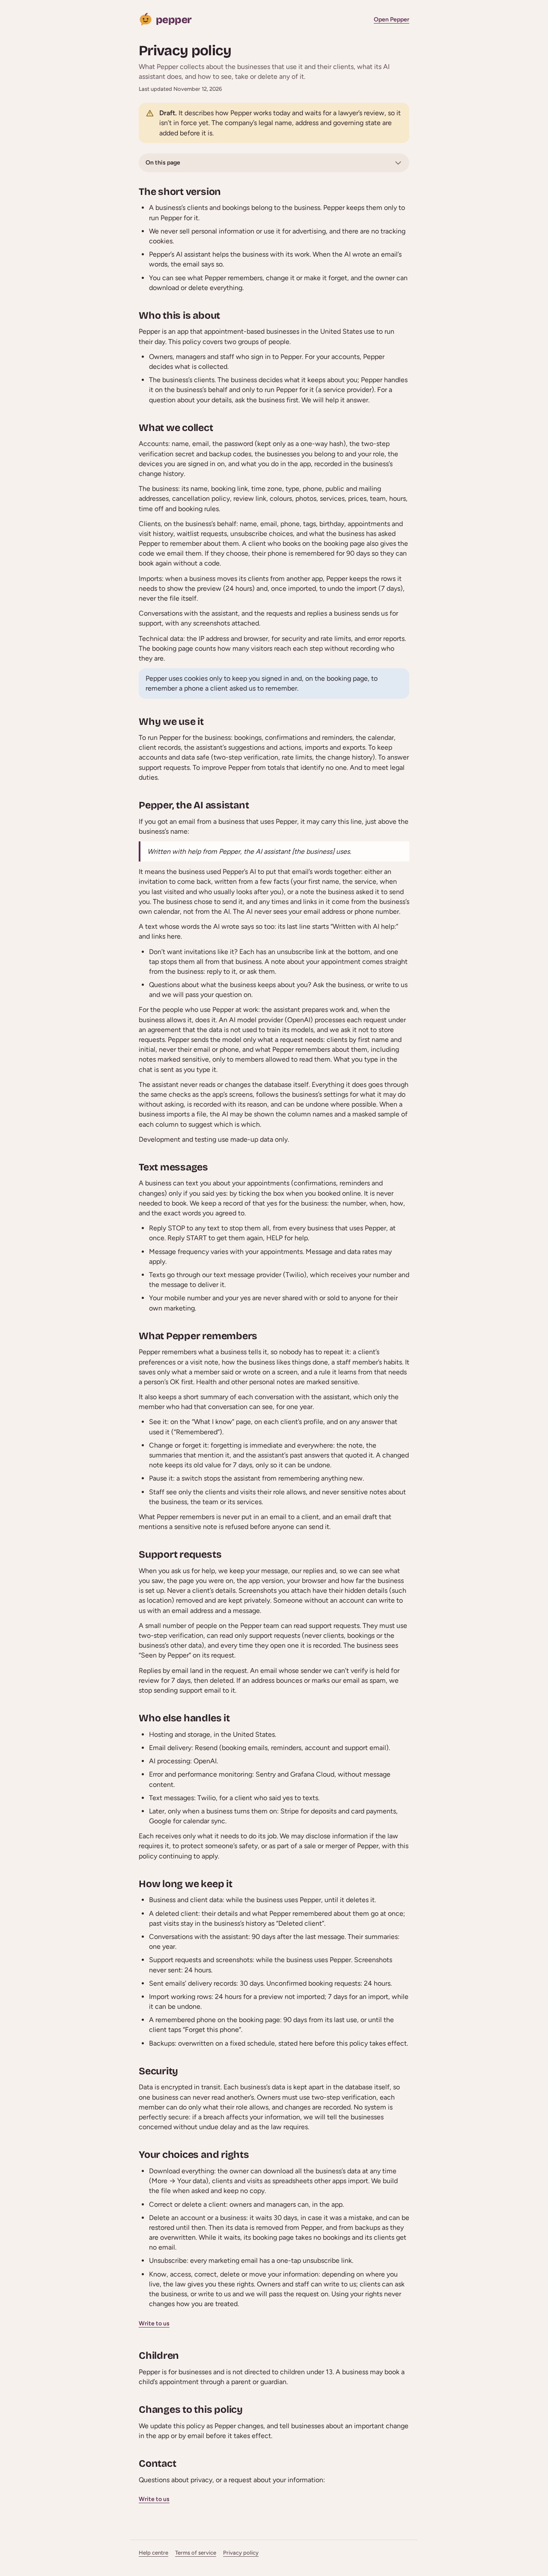 pepper
Open Pepper
Privacy policy
What Pepper collects about the businesses that use it and their clients, what its AI
assistant does, and how to see, take or delete any of it.
Last updated November 12, 2026
Draft. It describes how Pepper works today and waits for a lawyer's review, so it
isn't in force yet. The company's legal name, address and governing state are
added before it is.
On this page
The short version
• A business's clients and bookings belong to the business. Pepper keeps them only to
run Pepper for it.
• We never sell personal information or use it for advertising, and there are no tracking
cookies.
• Pepper's AI assistant helps the business with its work. When the AI wrote an email's
words, the email says so.
• You can see what Pepper remembers, change it or make it forget, and the owner can
download or delete everything.
Who this is about
Pepper is an app that appointment-based businesses in the United States use to run
their day. This policy covers two groups of people.
• Owners, managers and staff who sign in to Pepper. For your accounts, Pepper
decides what is collected.
• The business's clients. The business decides what it keeps about you; Pepper handles
it on the business's behalf and only to run Pepper for it (a service provider). For a
question about your details, ask the business first. We will help it answer.
What we collect
Accounts: name, email, the password (kept only as a one-way hash), the two-step
verification secret and backup codes, the businesses you belong to and your role, the
devices you are signed in on, and what you do in the app, recorded in the business's
change history.
The business: its name, booking link, time zone, type, phone, public and mailing
addresses, cancellation policy, review link, colours, photos, services, prices, team, hours,
time off and booking rules.
Clients, on the business's behalf: name, email, phone, tags, birthday, appointments and
visit history, waitlist requests, unsubscribe choices, and what the business has asked
Pepper to remember about them. A client who books on the booking page also gives the
code we email them. If they choose, their phone is remembered for 90 days so they can
book again without a code.
Imports: when a business moves its clients from another app, Pepper keeps the rows it
needs to show the preview (24 hours) and, once imported, to undo the import (7 days),
never the file itself.
Conversations with the assistant, and the requests and replies a business sends us for
support, with any screenshots attached.
Technical data: the IP address and browser, for security and rate limits, and error reports.
The booking page counts how many visitors reach each step without recording who
they are.
Pepper uses cookies only to keep you signed in and, on the booking page, to
remember a phone a client asked us to remember.
Why we use it
To run Pepper for the business: bookings, confirmations and reminders, the calendar,
client records, the assistant's suggestions and actions, imports and exports. To keep
accounts and data safe (two-step verification, rate limits, the change history). To answer
support requests. To improve Pepper from totals that identify no one. And to meet legal
duties.
Pepper, the AI assistant
If you got an email from a business that uses Pepper, it may carry this line, just above the
business's name:
Written with help from Pepper, the AI assistant [the business] uses.
It means the business used Pepper's AI to put that email's words together: either an
invitation to come back, written from a few facts (your first name, the service, when
you last visited and who usually looks after you), or a note the business asked it to send
you. The business chose to send it, and any times and links in it come from the business's
own calendar, not from the AI. The AI never sees your email address or phone number.
A text whose words the AI wrote says so too: its last line starts "Written with AI help:"
and links here.
• Don't want invitations like it? Each has an unsubscribe link at the bottom, and one
tap stops them all from that business. A note about your appointment comes straight
from the business: reply to it, or ask them.
• Questions about what the business keeps about you? Ask the business, or write to us
and we will pass your question on.
For the people who use Pepper at work: the assistant prepares work and, when the
business allows it, does it. An AI model provider (OpenAI) processes each request under
an agreement that the data is not used to train its models, and we ask it not to store
requests. Pepper sends the model only what a request needs: clients by first name and
initial, never their email or phone, and what Pepper remembers about them, including
notes marked sensitive, only to members allowed to read them. What you type in the
chat is sent as you type it.
The assistant never reads or changes the database itself. Everything it does goes through
the same checks as the app's screens, follows the business's settings for what it may do
without asking, is recorded with its reason, and can be undone where possible. When a
business imports a file, the AI may be shown the column names and a masked sample of
each column to suggest which is which.
Development and testing use made-up data only.
Text messages
A business can text you about your appointments (confirmations, reminders and
changes) only if you said yes: by ticking the box when you booked online. It is never
needed to book. We keep a record of that yes for the business: the number, when, how,
and the exact words you agreed to.
• Reply STOP to any text to stop them all, from every business that uses Pepper, at
once. Reply START to get them again, HELP for help.
• Message frequency varies with your appointments. Message and data rates may
apply.
• Texts go through our text message provider (Twilio), which receives your number and
the message to deliver it.
• Your mobile number and your yes are never shared with or sold to anyone for their
own marketing.
What Pepper remembers
Pepper remembers what a business tells it, so nobody has to repeat it: a client's
preferences or a visit note, how the business likes things done, a staff member's habits. It
saves only what a member said or wrote on a screen, and a rule it learns from that needs
a person's OK first. Health and other personal notes are marked sensitive.
It also keeps a short summary of each conversation with the assistant, which only the
member who had that conversation can see, for one year.
• See it: on the "What I know" page, on each client's profile, and on any answer that
used it ("Remembered").
• Change or forget it: forgetting is immediate and everywhere: the note, the
summaries that mention it, and the assistant's past answers that quoted it. A changed
note keeps its old value for 7 days, only so it can be undone.
• Pause it: a switch stops the assistant from remembering anything new.
• Staff see only the clients and visits their role allows, and never sensitive notes about
the business, the team or its services.
What Pepper remembers is never put in an email to a client, and an email draft that
mentions a sensitive note is refused before anyone can send it.
Support requests
When you ask us for help, we keep your message, our replies and, so we can see what
you saw, the page you were on, the app version, your browser and how far the business
is set up. Never a client's details. Screenshots you attach have their hidden details (such
as location) removed and are kept privately. Someone without an account can write to
us with an email address and a message.
A small number of people on the Pepper team can read support requests. They must use
two-step verification, can read only support requests (never clients, bookings or the
business's other data), and every time they open one it is recorded. The business sees
"Seen by Pepper" on its request.
Replies by email land in the request. An email whose sender we can't verify is held for
review for 7 days, then deleted. If an address bounces or marks our email as spam, we
stop sending support email to it.
Who else handles it
• Hosting and storage, in the United States.
• Email delivery: Resend (booking emails, reminders, account and support email).
• AI processing: OpenAI.
• Error and performance monitoring: Sentry and Grafana Cloud, without message
content.
• Text messages: Twilio, for a client who said yes to texts.
• Later, only when a business turns them on: Stripe for deposits and card payments,
Google for calendar sync.
Each receives only what it needs to do its job. We may disclose information if the law
requires it, to protect someone's safety, or as part of a sale or merger of Pepper, with this
policy continuing to apply.
How long we keep it
• Business and client data: while the business uses Pepper, until it deletes it.
• A deleted client: their details and what Pepper remembered about them go at once;
past visits stay in the business's history as "Deleted client".
• Conversations with the assistant: 90 days after the last message. Their summaries:
one year.
• Support requests and screenshots: while the business uses Pepper. Screenshots
never sent: 24 hours.
• Sent emails' delivery records: 30 days. Unconfirmed booking requests: 24 hours.
• Import working rows: 24 hours for a preview not imported; 7 days for an import, while
it can be undone.
• A remembered phone on the booking page: 90 days from its last use, or until the
client taps "Forget this phone".
• Backups: overwritten on a fixed schedule, stated here before this policy takes effect.
Security
Data is encrypted in transit. Each business's data is kept apart in the database itself, so
one business can never read another's. Owners must use two-step verification, each
member can do only what their role allows, and changes are recorded. No system is
perfectly secure: if a breach affects your information, we will tell the businesses
concerned without undue delay and as the law requires.
Your choices and rights
• Download everything: the owner can download all the business's data at any time
(More → Your data), clients and visits as spreadsheets other apps import. We build
the file when asked and keep no copy.
• Correct or delete a client: owners and managers can, in the app.
• Delete an account or a business: it waits 30 days, in case it was a mistake, and can be
restored until then. Then its data is removed from Pepper, and from backups as they
are overwritten. While it waits, its booking page takes no bookings and its clients get
no email.
• Unsubscribe: every marketing email has a one-tap unsubscribe link.
• Know, access, correct, delete or move your information: depending on where you
live, the law gives you these rights. Owners and staff can write to us; clients can ask
the business, or write to us and we will pass the request on. Using your rights never
changes how you are treated.
Write to us
Children
Pepper is for businesses and is not directed to children under 13. A business may book a
child's appointment through a parent or guardian.
Changes to this policy
We update this policy as Pepper changes, and tell businesses about an important change
in the app or by email before it takes effect.
Contact
Questions about privacy, or a request about your information:
Write to us
Help centre
Terms of service
Privacy policy